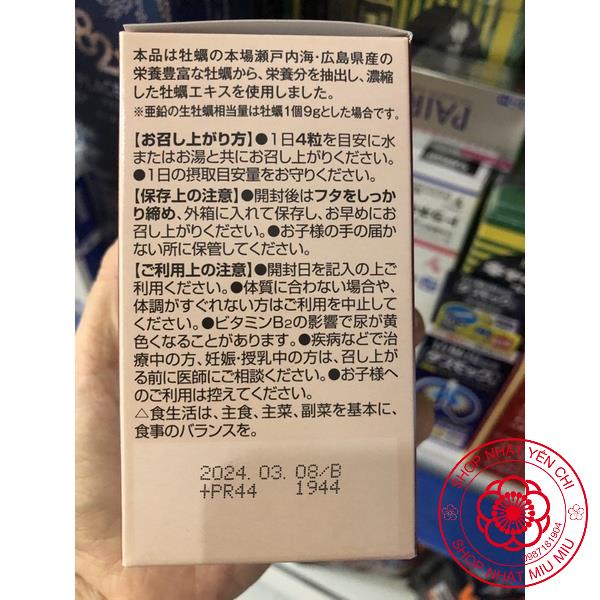 本品は牡蠣の本場瀬戸内海・広島県産の
栄養豊富な牡蠣から、栄養分を抽出し、濃縮
した牡蠣エキスを使用しました。
※亜鉛の生牡蠣相当量は牡蠣1個9gとした場合です。
【お召し上がり方】●1日4粒を目安に水
またはお湯と共にお召し上がりください。
●1日の摂取目安量をお守りください。
【保存上の注意】●開封後はフタをしっか
り締め、外箱に入れて保存し、お早めにお
召し上がりください。●お子様の手の届か
ない所に保管してください。
【ご利用上の注意】●開封日を記入の上ご
利用ください。●体質に合わない場合や、
体調がすぐれない方はご利用を中止して
ください。●ビタミンB2の影響で尿が黄
色くなることがあります。●疾病などで治
療中の方、妊娠・授乳中の方は、召し上が
る前に医師にご相談ください。●お子様へ
のご利用は控えてください。
△食生活は、主食、主菜、副菜を基本に、
食事のバランスを。
2024.03.08/B
+PR44 1944
PAIR
SHOP NHẬT YÊN CHI
0987181904
SHOP NHẬT MIU MIU